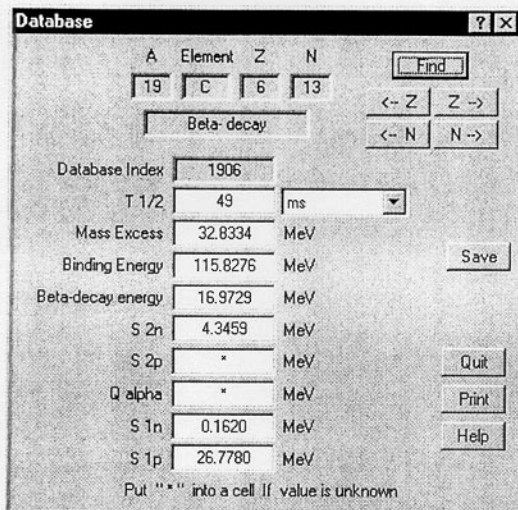 Database ? ×
A Element Z N
19 C 6 13
Find
<-- Z Z -->
Beta- decay
<-- N N -->
Database Index 1906
T 1/2 49 ms
Mass Excess 32.8334 MeV
Binding Energy 115.8276 MeV
Save
Beta-decay energy 16.9729 MeV
S 2n 4.3459 MeV
S 2p * MeV
Quit
Q alpha * MeV
Print
S 1n 0.1620 MeV
Help
S 1p 26.7780 MeV
Put "*" into a cell If value is unknown